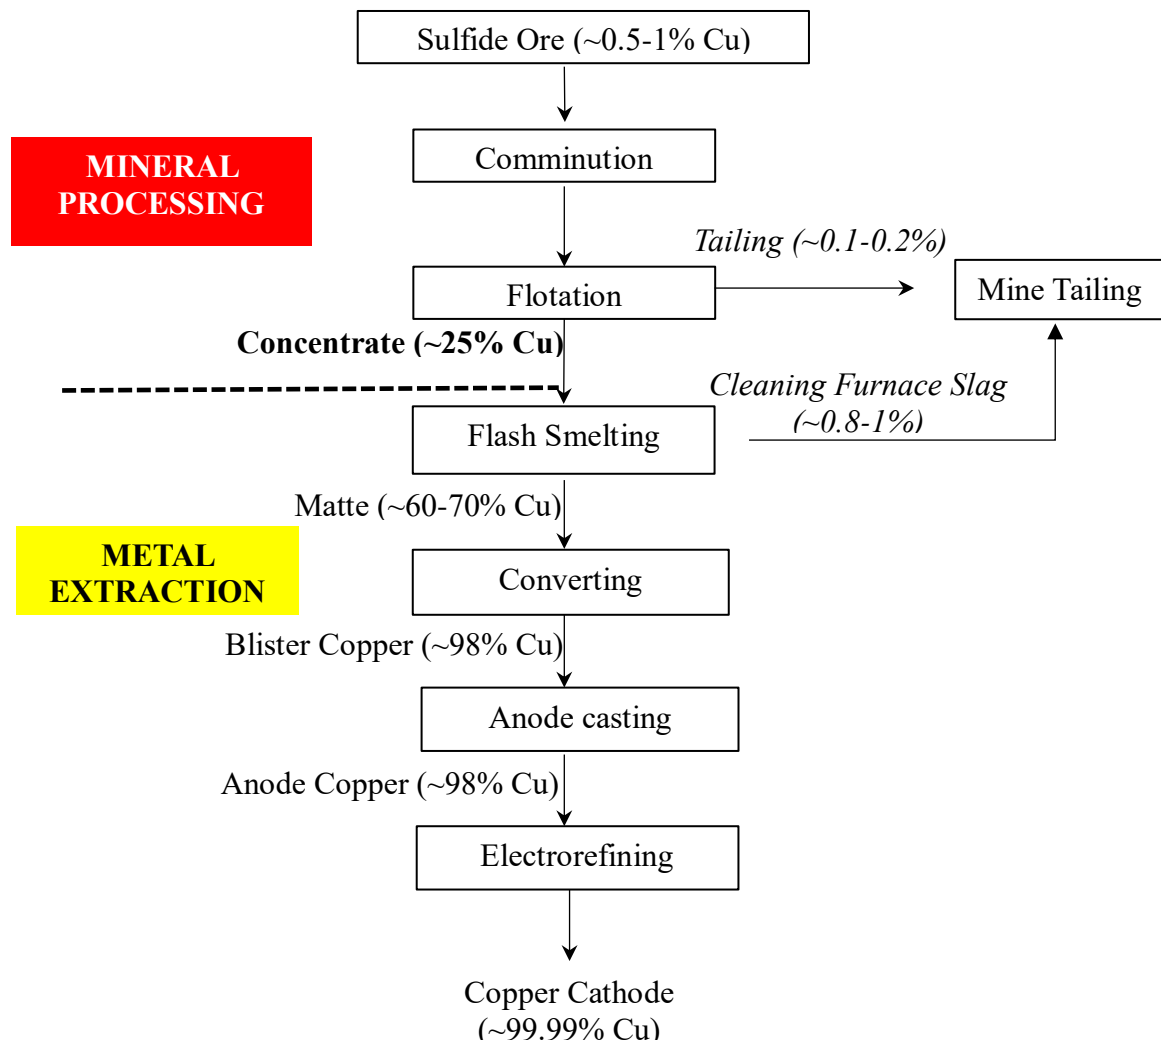 Sulfide Ore (~0.5-1% Cu)
Comminution
MINERAL
PROCESSING
Tailing (~0.1-0.2%)
Flotation
Mine Tailing
Concentrate (~25% Cu)
Cleaning Furnace Slag
(~0.8-1%)
Flash Smelting
Matte (~60-70% Cu)
METAL
EXTRACTION
Converting
Blister Copper (~98% Cu)
Anode casting
Anode Copper (~98% Cu)
Electrorefining
Copper Cathode
(~99.99% Cu)